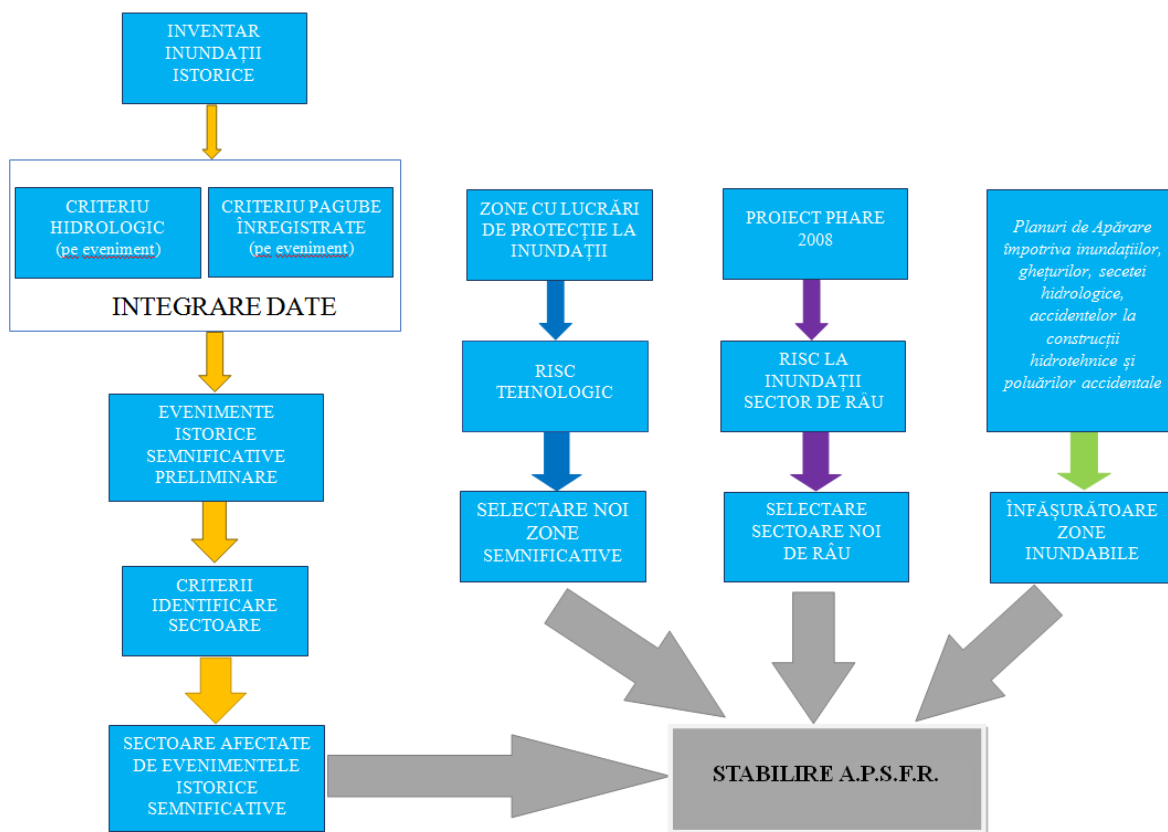 INVENTAR
INUNDAȚII
ISTORICE
CRITERIU
HIDROLOGIC
(pe eveniment)
CRITERIU PAGUBE
ÎNREGISTRATE
(pe eveniment)
INTEGRARE DATE
EVENIMENTE
ISTORICE
SEMNIFICATIVE
PRELIMINARE
CRITERII
IDENTIFICARE
SECTOARE
SECTOARE AFECTATE
DE EVENIMENTELE
ISTORICE
SEMNIFICATIVE
ZONE CU LUCRĂRI
DE PROTECȚIE LA
INUNDAȚII
RISC
TEHNOLOGIC
SELECTARE NOI
ZONE
SEMNIFICATIVE
PROIECT PHARE
2008
RISC LA
INUNDAȚII
SECTOR DE RÂU
SELECTARE
SECTOARE NOI
DE RÂU
Planuri de Apărare
împotriva inundațiilor,
ghețurilor, secetei
hidrologice,
accidentelor la
construcții
hidrotehnice și
poluărilor accidentale
ÎNFĂȘURĂTOARE
ZONE
INUNDABILE
STABILIRE A.P.S.F.R.